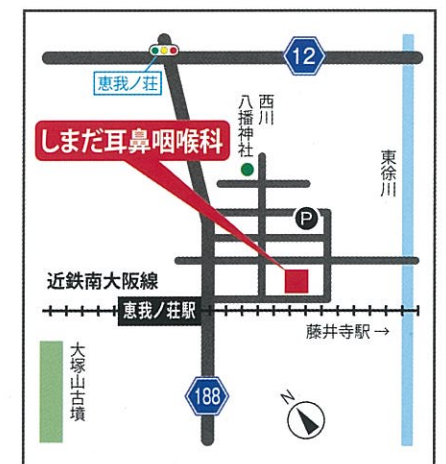 12
恵我ノ荘
西川
八播神社
しまだ耳鼻咽喉科
東徐川
P
近鉄南大阪線
恵我ノ荘駅
藤井寺駅→
大塚山古墳
188
N